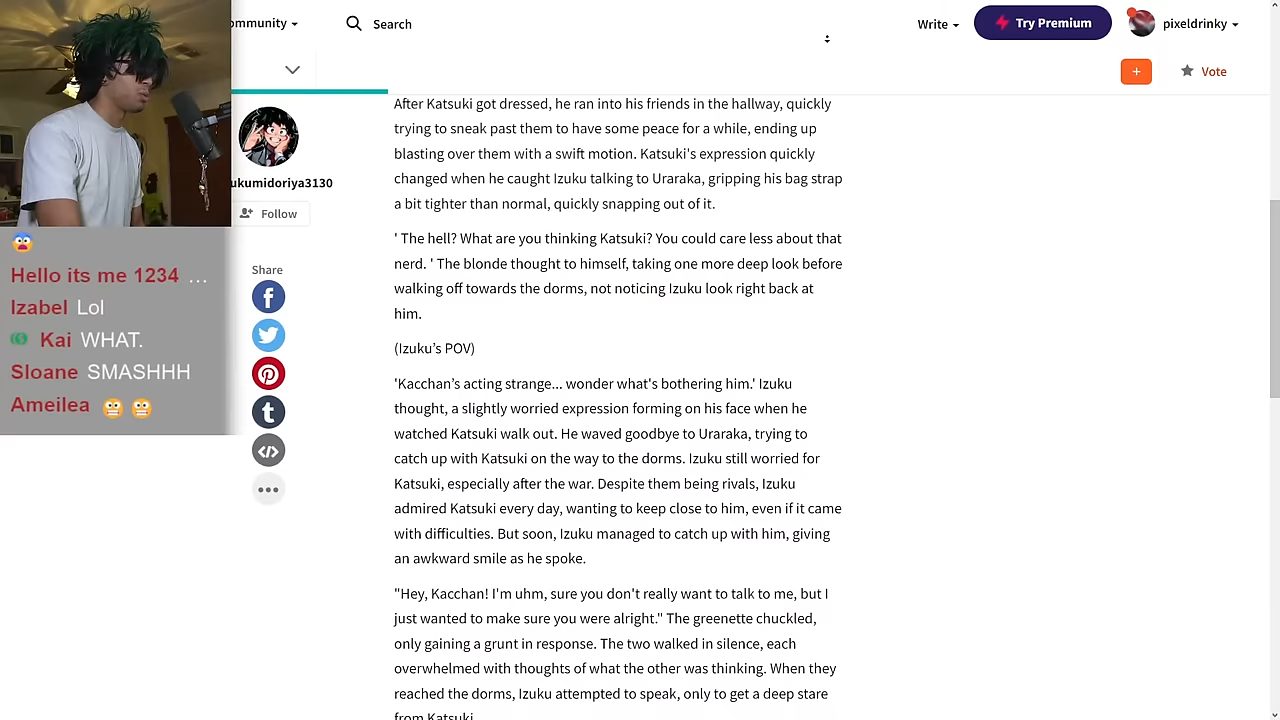 ommunity
Search
Write
Try Premium
pixeldrinky
+
Vote
ukumidoriya3130
Follow
Share
Hello its me 1234 …
Izabel Lol
Kai WHAT.
Sloane SMASHHH
Ameilea
After Katsuki got dressed, he ran into his friends in the hallway, quickly
trying to sneak past them to have some peace for a while, ending up
blasting over them with a swift motion. Katsuki's expression quickly
changed when he caught Izuku talking to Uraraka, gripping his bag strap
a bit tighter than normal, quickly snapping out of it.
' The hell? What are you thinking Katsuki? You could care less about that
nerd. ' The blonde thought to himself, taking one more deep look before
walking off towards the dorms, not noticing Izuku look right back at
him.
(Izuku’s POV)
'Kacchan’s acting strange... wonder what's bothering him.' Izuku
thought, a slightly worried expression forming on his face when he
watched Katsuki walk out. He waved goodbye to Uraraka, trying to
catch up with Katsuki on the way to the dorms. Izuku still worried for
Katsuki, especially after the war. Despite them being rivals, Izuku
admired Katsuki every day, wanting to keep close to him, even if it came
with difficulties. But soon, Izuku managed to catch up with him, giving
an awkward smile as he spoke.
"Hey, Kacchan! I'm uhm, sure you don't really want to talk to me, but I
just wanted to make sure you were alright." The greenette chuckled,
only gaining a grunt in response. The two walked in silence, each
overwhelmed with thoughts of what the other was thinking. When they
reached the dorms, Izuku attempted to speak, only to get a deep stare
from Katsuki